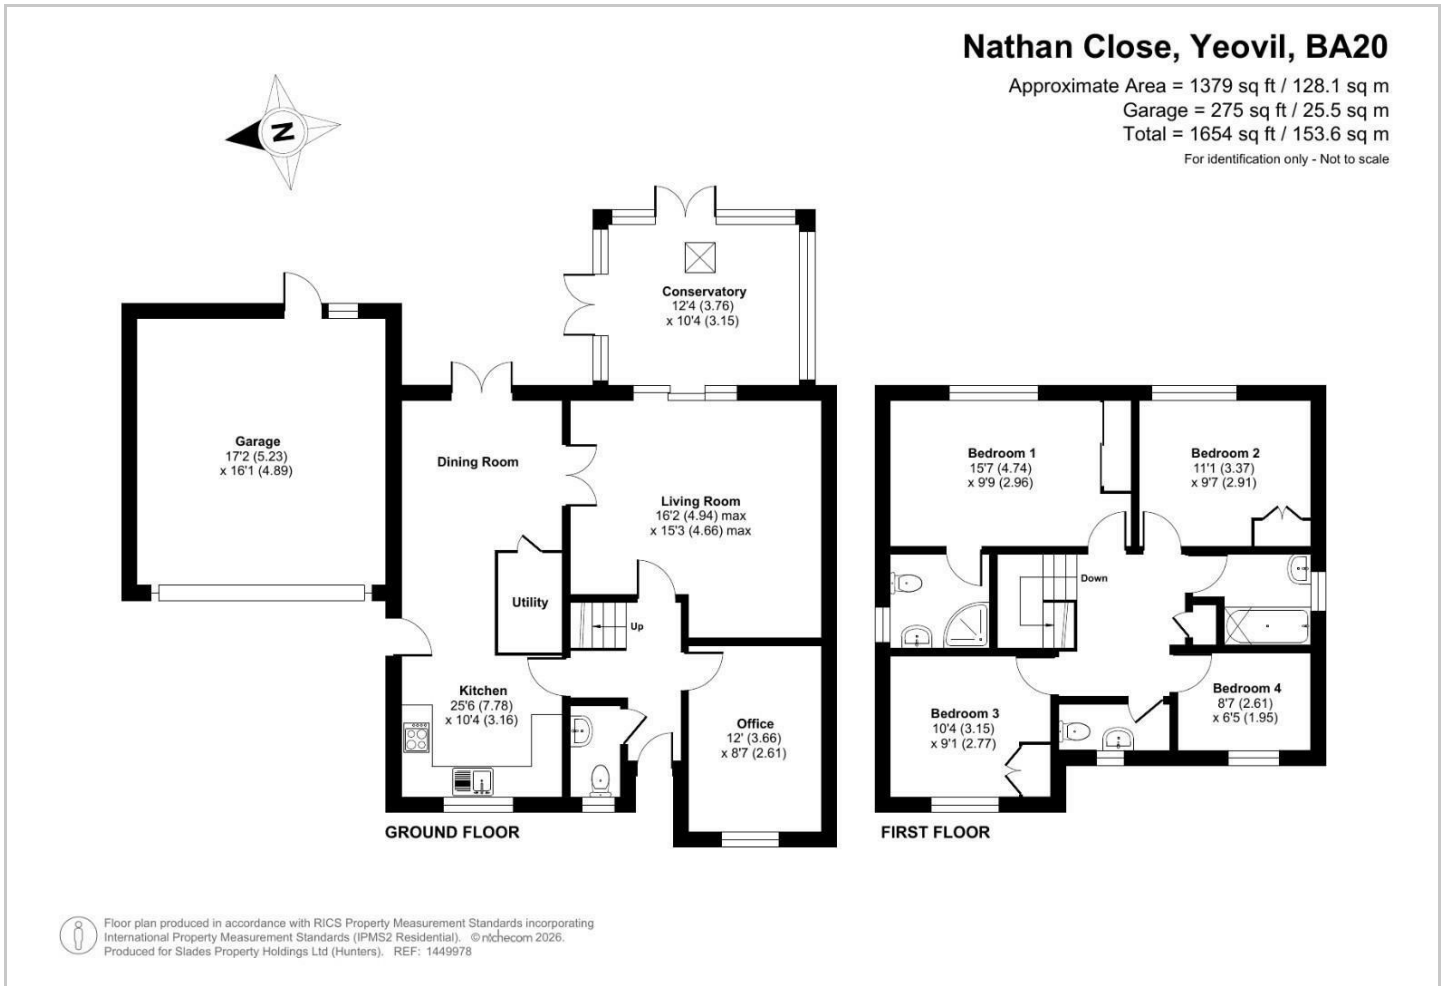 Nathan Close, Yeovil, BA20
Approximate Area = 1379 sq ft / 128.1 sq m
Garage = 275 sq ft / 25.5 sq m
Total = 1654 sq ft / 153.6 sq m
For identification only - Not to scale
N
Conservatory
12'4 (3.76)
x 10'4 (3.15)
Garage
17'2 (5.23)
x 16'1 (4.89)
Dining Room
Living Room
16'2 (4.94) max
x 15'3 (4.66) max
Utility
Up
Kitchen
25'6 (7.78)
x 10'4 (3.16)
Office
12' (3.66)
x 8'7 (2.61)
GROUND FLOOR
Bedroom 1
15'7 (4.74)
x 9'9 (2.96)
Bedroom 2
11'1 (3.37)
x 9'7 (2.91)
Down
Bedroom 3
10'4 (3.15)
x 9'1 (2.77)
Bedroom 4
8'7 (2.61)
x 6'5 (1.95)
FIRST FLOOR
Floor plan produced in accordance with RICS Property Measurement Standards incorporating
International Property Measurement Standards (IPMS2 Residential). © nichecom 2026.
Produced for Slades Property Holdings Ltd (Hunters). REF: 1449978